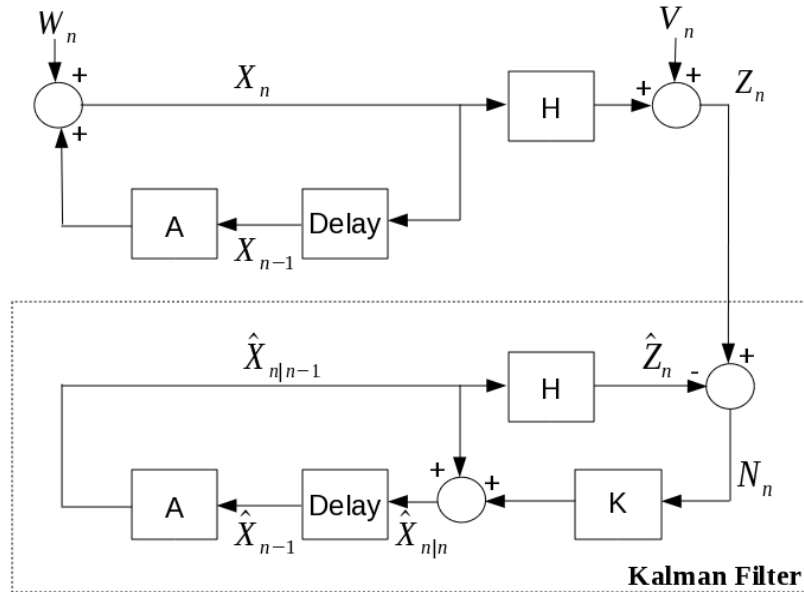 W_n
V_n
+
+
+
+
X_n
H
Z_n
A
X_{n-1}
Delay
X̂_{n|n-1}
H
Ẑ_n
-
+
A
X̂_{n-1}
Delay
X̂_{n|n}
+
+
K
N_n
Kalman Filter